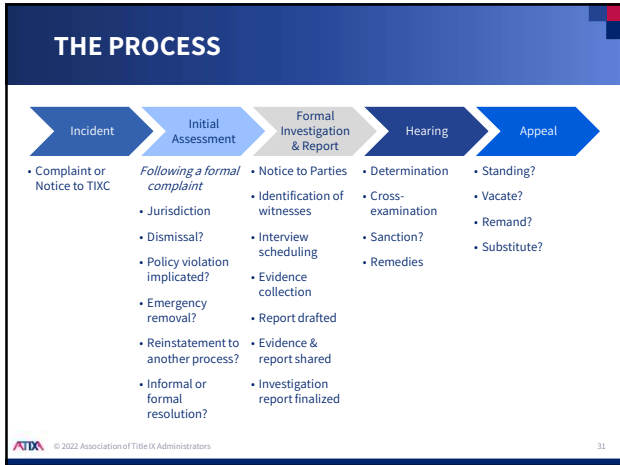 THE PROCESS
Incident
Initial
Assessment
Formal
Investigation
& Report
Hearing
Appeal
• Complaint or
Notice to TIXC
Following a formal
complaint
• Jurisdiction
• Dismissal?
• Policy violation
implicated?
• Emergency
removal?
• Reinstatement to
another process?
• Informal or
formal
resolution?
• Notice to Parties
• Identification of
witnesses
• Interview
scheduling
• Evidence
collection
• Report drafted
• Evidence &
report shared
• Investigation
report finalized
• Determination
• Cross-
examination
• Sanction?
• Remedies
• Standing?
• Vacate?
• Remand?
• Substitute?
ATIXA © 2022 Association of Title IX Administrators
31